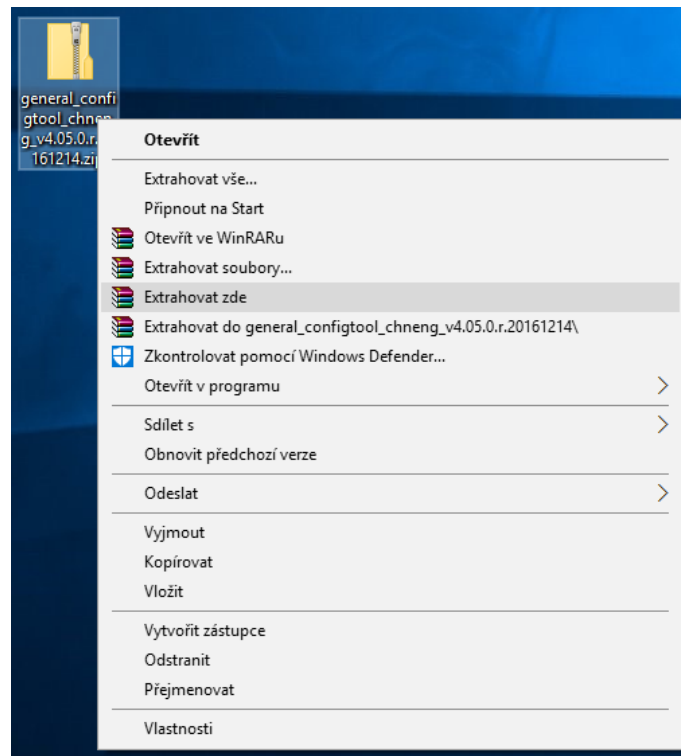 general_confi
gtool_chnen
g_v4.05.0.r.
161214.zip
Otevřít
Extrahovat vše...
Připnout na Start
Otevřít ve WinRARu
Extrahovat soubory...
Extrahovat zde
Extrahovat do general_configtool_chneng_v4.05.0.r.20161214\
Zkontrolovat pomocí Windows Defender...
Otevřít v programu
Sdílet s
Obnovit předchozí verze
Odeslat
Vyjmout
Kopírovat
Vložit
Vytvořit zástupce
Odstranit
Přejmenovat
Vlastnosti